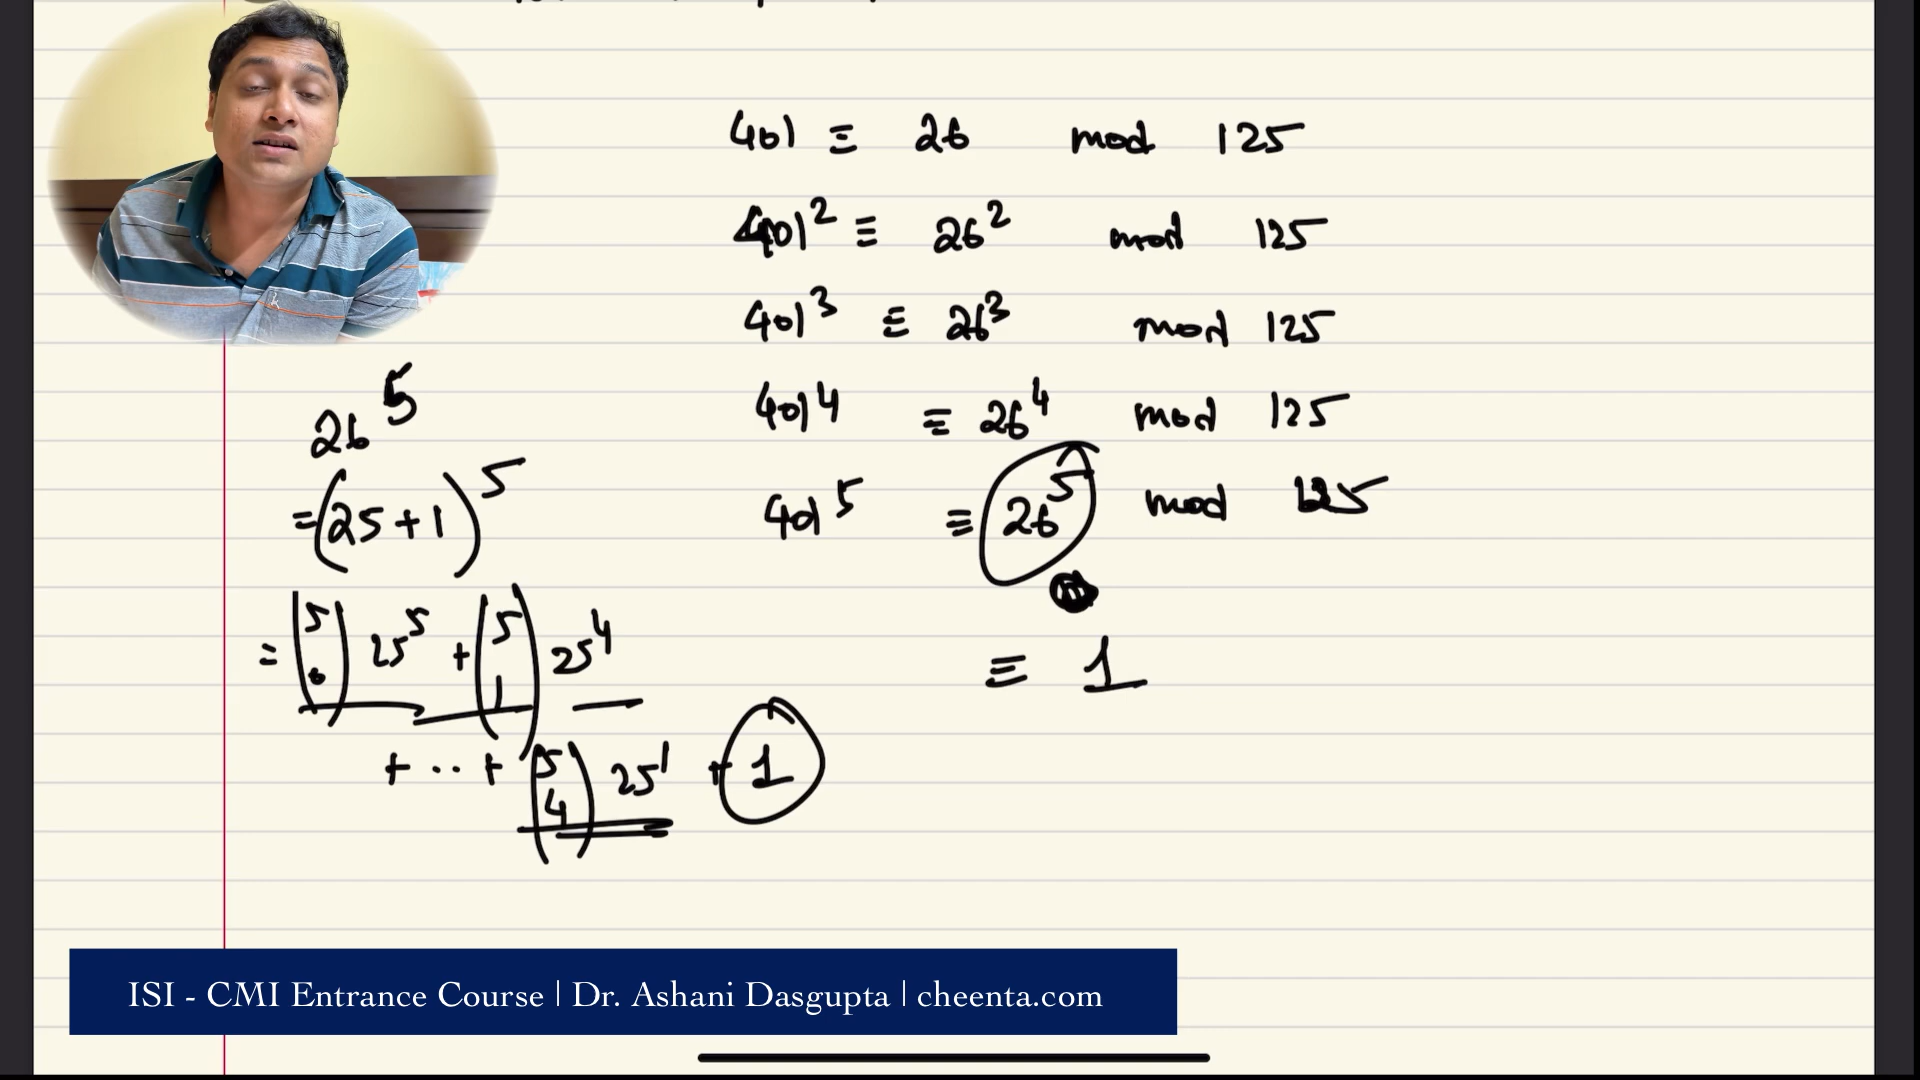 401 ≡ 26 mod 125
401² ≡ 26² mod 125
401³ ≡ 26³ mod 125
401⁴ ≡ 26⁴ mod 125
401⁵ ≡ 26⁵ mod 125
≡ 1
26⁵
=(25+1)⁵
= (5 0) 25⁵ + (5 1) 25⁴
+ ·· + (5 4) 25¹ + 1
ISI - CMI Entrance Course | Dr. Ashani Dasgupta | cheenta.com